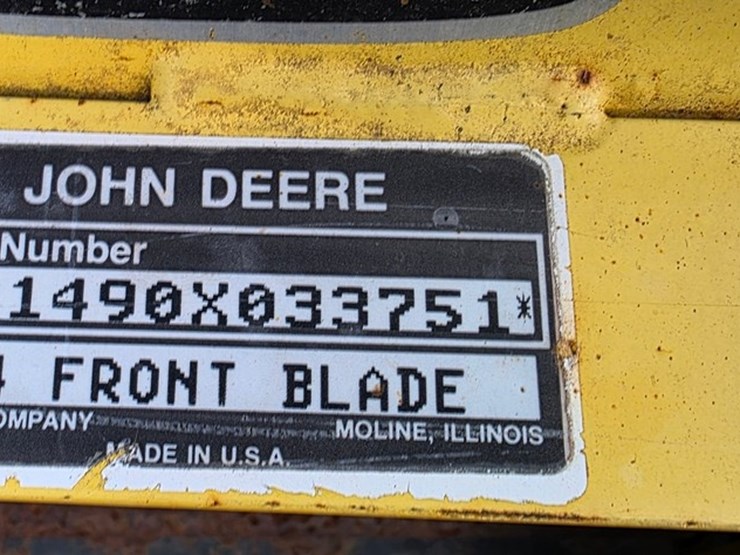 JOHN DEERE
Number
1490X033751*
FRONT BLADE
OMPANY MOLINE, ILLINOIS
MADE IN U.S.A.